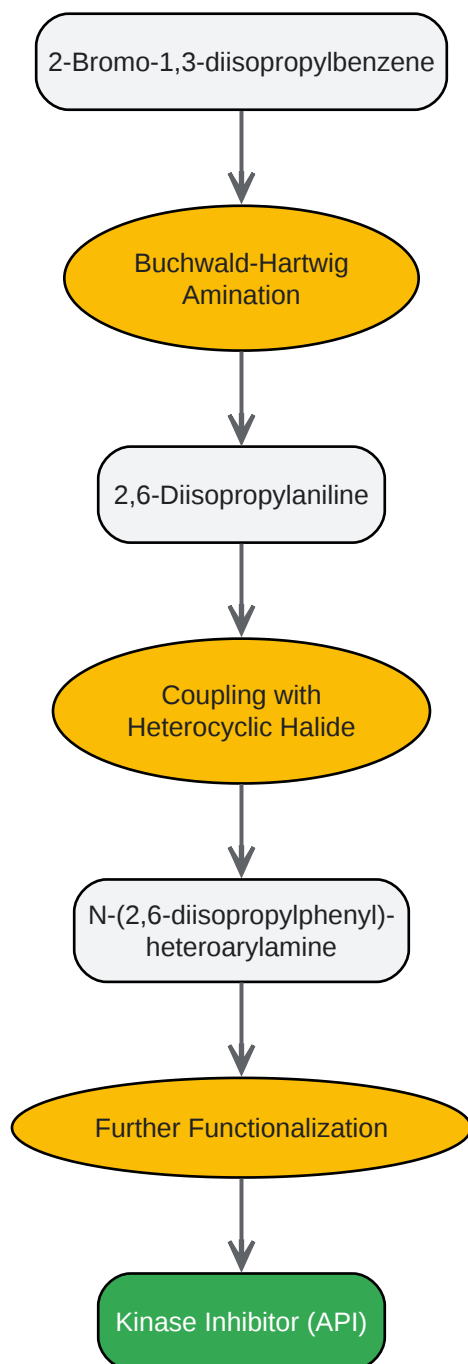 2-Bromo-1,3-diisopropylbenzene
Buchwald-Hartwig
Amination
2,6-Diisopropylaniline
Coupling with
Heterocyclic Halide
N-(2,6-diisopropylphenyl)-
heteroarylamine
Further Functionalization
Kinase Inhibitor (API)